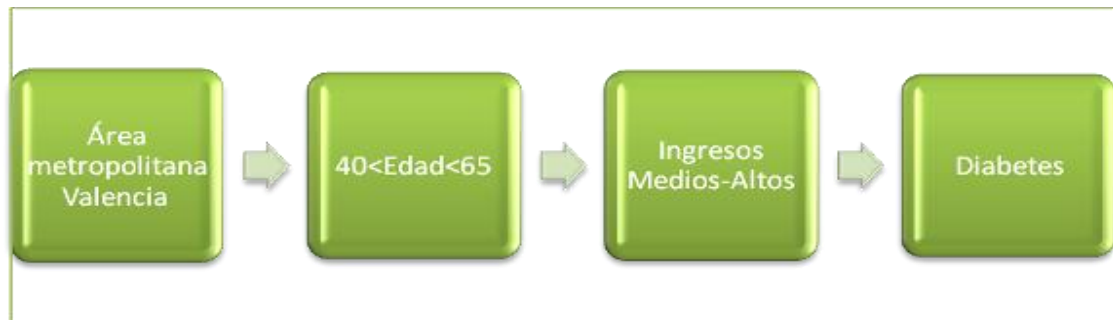 Área
metropolitana
Valencia
40<Edad<65
Ingresos
Medios-Altos
Diabetes